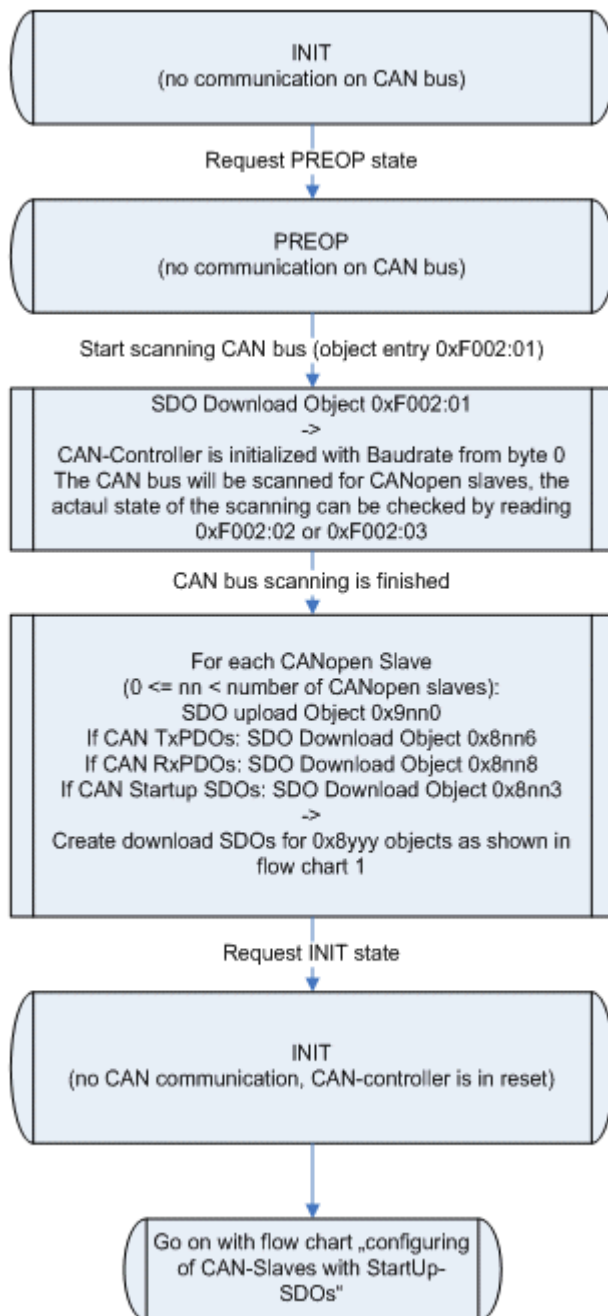 INIT
(no communication on CAN bus)
Request PREOP state
PREOP
(no communication on CAN bus)
Start scanning CAN bus (object entry 0xF002:01)
SDO Download Object 0xF002:01
->
CAN-Controller is initialized with Baudrate from byte 0
The CAN bus will be scanned for CANopen slaves, the
actaul state of the scanning can be checked by reading
0xF002:02 or 0xF002:03
CAN bus scanning is finished
For each CANopen Slave
(0 <= nn < number of CANopen slaves):
SDO upload Object 0x9nn0
If CAN TxPDOs: SDO Download Object 0x8nn6
If CAN RxPDOs: SDO Download Object 0x8nn8
If CAN Startup SDOs: SDO Download Object 0x8nn3
->
Create download SDOs for 0x8yyy objects as shown in
flow chart 1
Request INIT state
INIT
(no CAN communication, CAN-controller is in reset)
Go on with flow chart „configuring
of CAN-Slaves with StartUp-
SDOs“